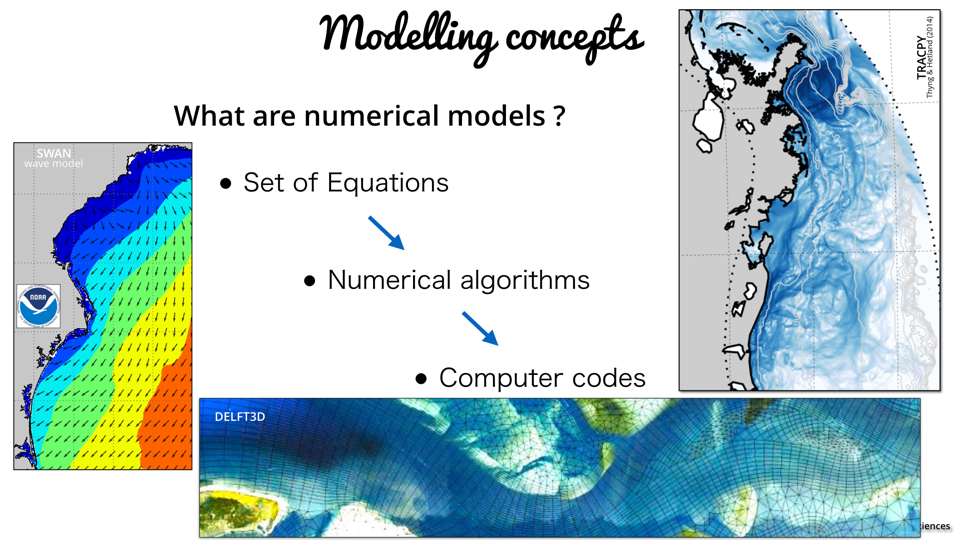 Modelling concepts
What are numerical models ?
SWAN
wave model
NOAA
• Set of Equations
• Numerical algorithms
• Computer codes
TRACPY
Thyng & Hetland (2014)
DELFT3D